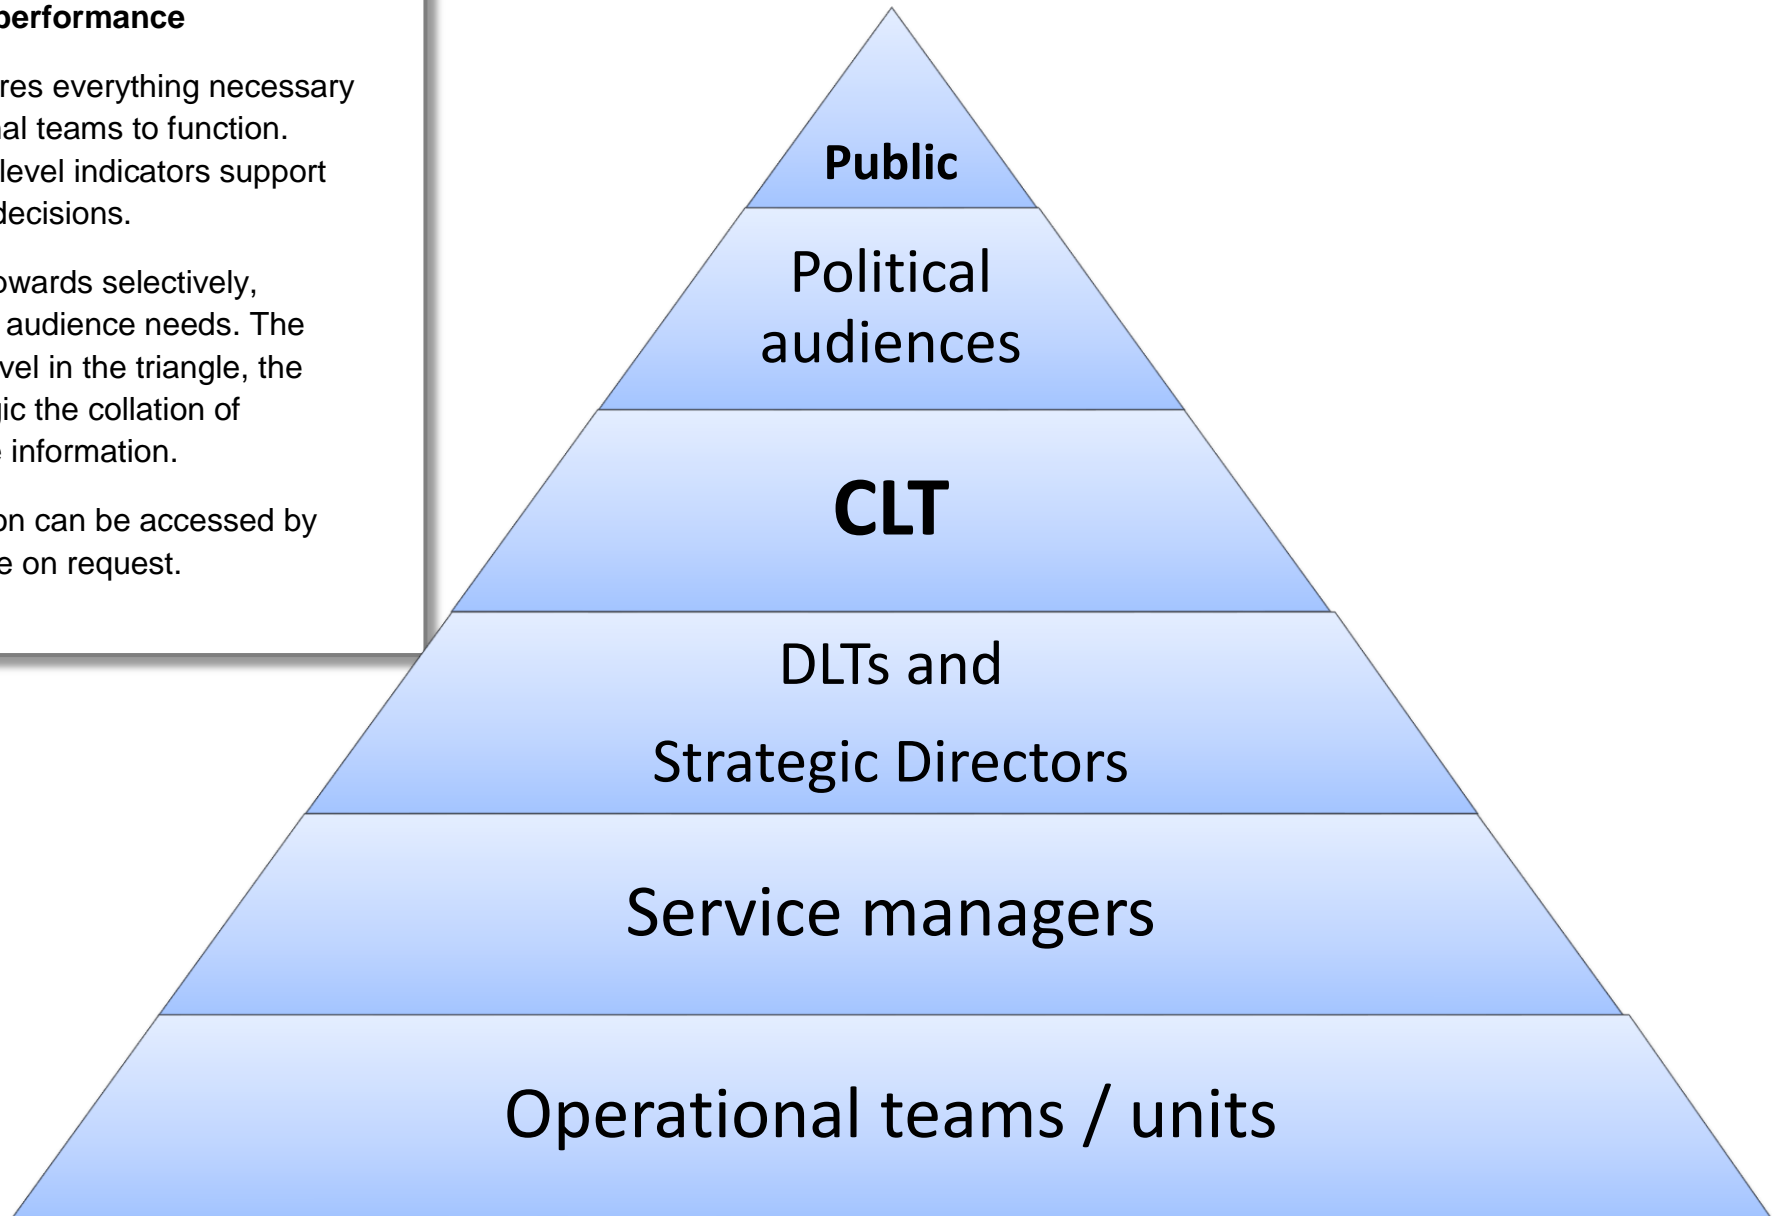 performance
res everything necessary
al teams to function.
level indicators support
decisions.
owards selectively,
audience needs. The
vel in the triangle, the
gic the collation of
information.
on can be accessed by
e on request.
Public
Political
audiences
CLT
DLTs and
Strategic Directors
Service managers
Operational teams / units